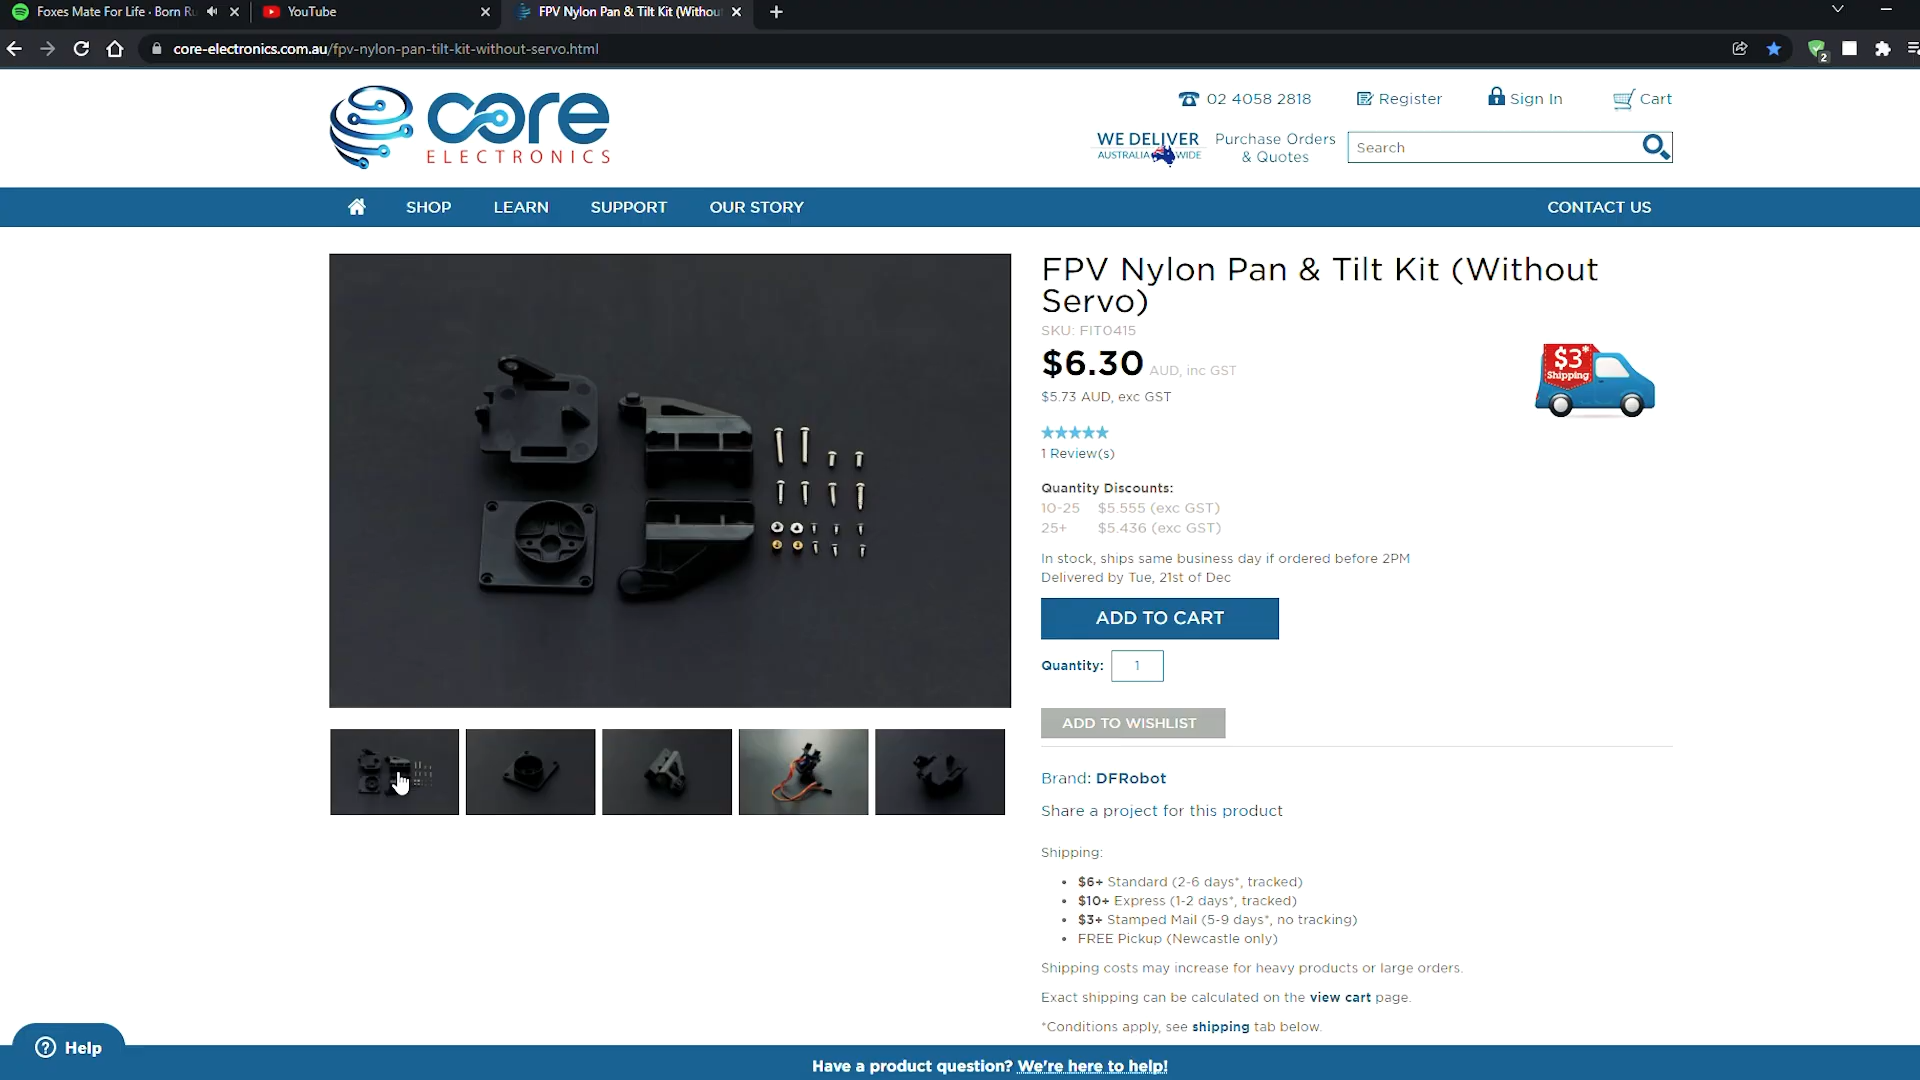 Foxes Mate For Life · Born Ru
YouTube
FPV Nylon Pan & Tilt Kit (Withou
core-electronics.com.au/fpv-nylon-pan-tilt-kit-without-servo.html
2
core
ELECTRONICS
02 4058 2818
Register
Sign In
Cart
WE DELIVER
AUSTRALIA WIDE
Purchase Orders
& Quotes
Search
SHOP
LEARN
SUPPORT
OUR STORY
CONTACT US
FPV Nylon Pan & Tilt Kit (Without
Servo)
SKU: FIT0415
$6.30 AUD, inc GST
$5.73 AUD, exc GST
$3*
Shipping
1 Review(s)
Quantity Discounts:
10-25 $5.555 (exc GST)
25+ $5.436 (exc GST)
In stock, ships same business day if ordered before 2PM
Delivered by Tue, 21st of Dec
ADD TO CART
Quantity: 1
ADD TO WISHLIST
Brand: DFRobot
Share a project for this product
Shipping:
• $6+ Standard (2-6 days*, tracked)
• $10+ Express (1-2 days*, tracked)
• $3+ Stamped Mail (5-9 days*, no tracking)
• FREE Pickup (Newcastle only)
Shipping costs may increase for heavy products or large orders.
Exact shipping can be calculated on the view cart page.
*Conditions apply, see shipping tab below.
Help
Have a product question? We're here to help!